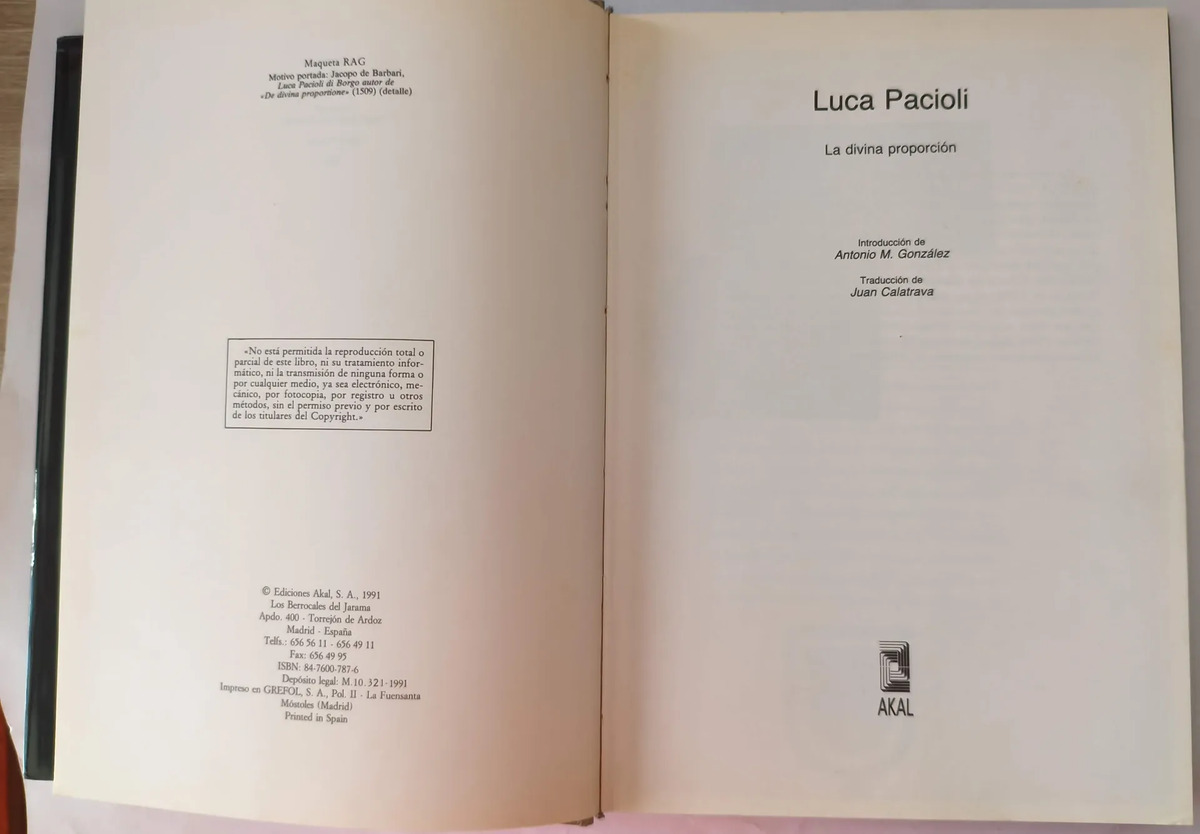 Maqueta RAG
Motivo portada: Jacopo de Barbari,
Luca Pacioli di Borgo autor de
«De divina proportione» (1509) (detalle)
«No está permitida la reproducción total o
parcial de este libro, ni su tratamiento infor-
mático, ni la transmisión de ninguna forma o
por cualquier medio, ya sea electrónico, me-
cánico, por fotocopia, por registro u otros
métodos, sin el permiso previo y por escrito
de los titulares del Copyright.»
© Ediciones Akal, S. A., 1991
Los Berrocales del Jarama
Apdo. 400 - Torrejón de Ardoz
Madrid - España
Telfs.: 656 56 11 - 656 49 11
Fax: 656 49 95
ISBN: 84-7600-787-6
Depósito legal: M.10.321-1991
Impreso en GREFOL, S. A., Pol. II - La Fuensanta
Móstoles (Madrid)
Printed in Spain
Luca Pacioli
La divina proporción
Introducción de
Antonio M. González
Traducción de
Juan Calatrava
AKAL